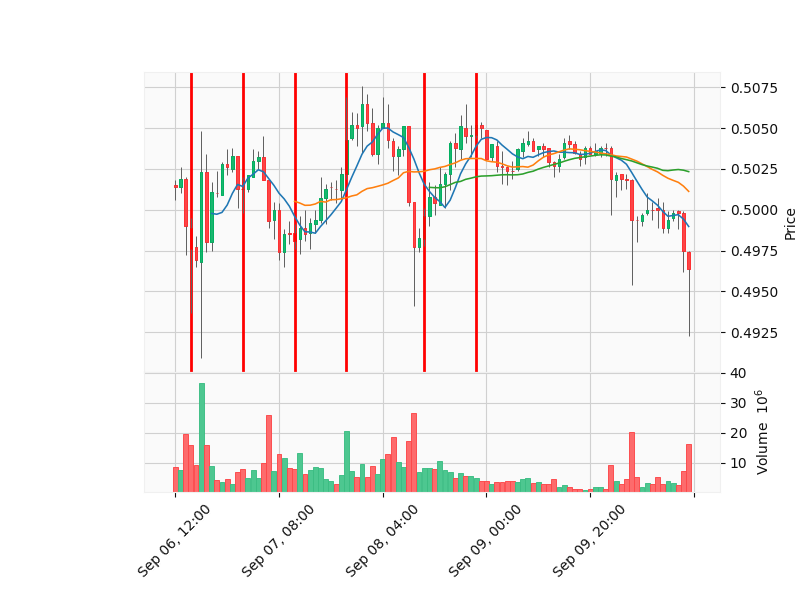 0.5075
0.5050
0.5025
0.5000
0.4975
0.4950
0.4925
Price
40
30
20
10
Volume 10⁶
Sep 06, 12:00
Sep 07, 08:00
Sep 08, 04:00
Sep 09, 00:00
Sep 09, 20:00